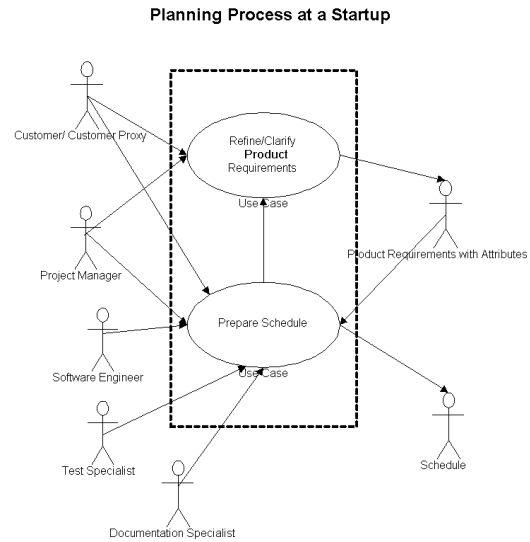 Planning Process at a Startup
Customer/ Customer Proxy
Refine/Clarify
Product
Requirements
Use Case
Project Manager
Product Requirements with Attributes
Prepare Schedule
Software Engineer
Use Case
Test Specialist
Schedule
Documentation Specialist